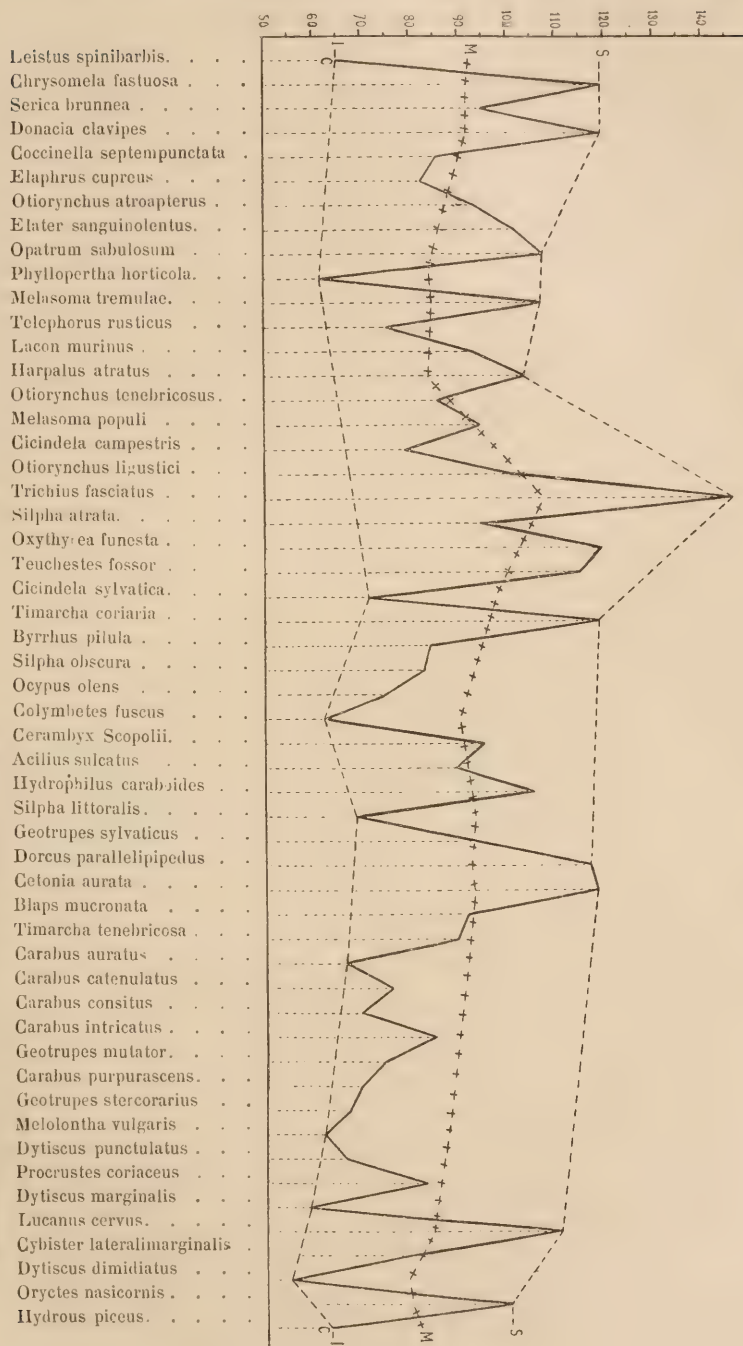 50 60 70 80 90 100 110 120 130 140
I M S
C
Leistus spinibarbis. . . .
Chrysomela fastuosa . . .
Serica brunnea . . . . .
Donacia clavipes . . . .
Coccinella septempunctata .
Elaphrus cupreus . . . .
Otiorynchus atroapterus . .
Elater sanguinolentus. . .
Opatrum sabulosum . . .
Phyllopertha horticola. . .
Melasoma tremulae. . . .
Telephorus rusticus . . .
Lacon murinus . . . . .
Harpalus atratus . . . .
Otiorynchus tenebricosus. .
Melasoma populi . . . .
Cicindela campestris . . .
Otiorynchus ligustici . . .
Trichius fasciatus . . . .
Silpha atrata. . . . . .
Oxythyrea funesta . . . .
Teuchestes fossor . . . .
Cicindela sylvatica. . . .
Timarcha coriaria . . . .
Byrrhus pilula . . . . .
Silpha obscura . . . . .
Ocypus olens . . . . .
Colymbetes fuscus . . .
Cerambyx Scopolii. . . .
Acilius sulcatus . . . .
Hydrophilus caraboides . .
Silpha littoralis. . . . .
Geotrupes sylvaticus . . .
Dorcus parallelipipedus . .
Cetonia aurata . . . . .
Blaps mucronata . . . .
Timarcha tenebricosa . . .
Carabus auratus . . . .
Carabus catenulatus . . .
Carabus consitus . . . .
Carabus intricatus . . . .
Geotrupes mutator. . . .
Carabus purpurascens. . .
Geotrupes stercorarius . .
Melolontha vulgaris . . .
Dytiscus punctulatus . . .
Procrustes coriaceus . . .
Dytiscus marginalis . . .
Lucanus cervus. . . . .
Cybister lateralimarginalis .
Dytiscus dimidiatus . . .
Oryctes nasicornis . . . .
Hydrous piceus. . . . .
C
I M S